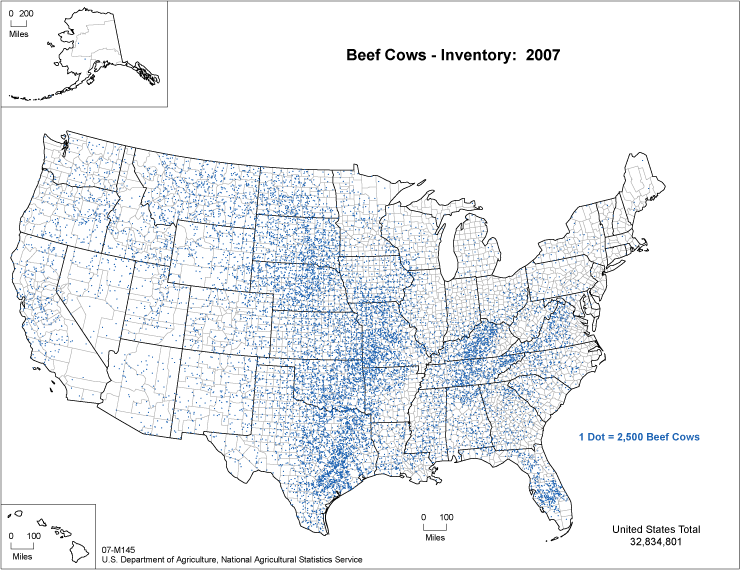 0 200
Miles
Beef Cows - Inventory: 2007
1 Dot = 2,500 Beef Cows
0 100
Miles
0 100
Miles
United States Total
32,834,801
07-M145
U.S. Department of Agriculture, National Agricultural Statistics Service